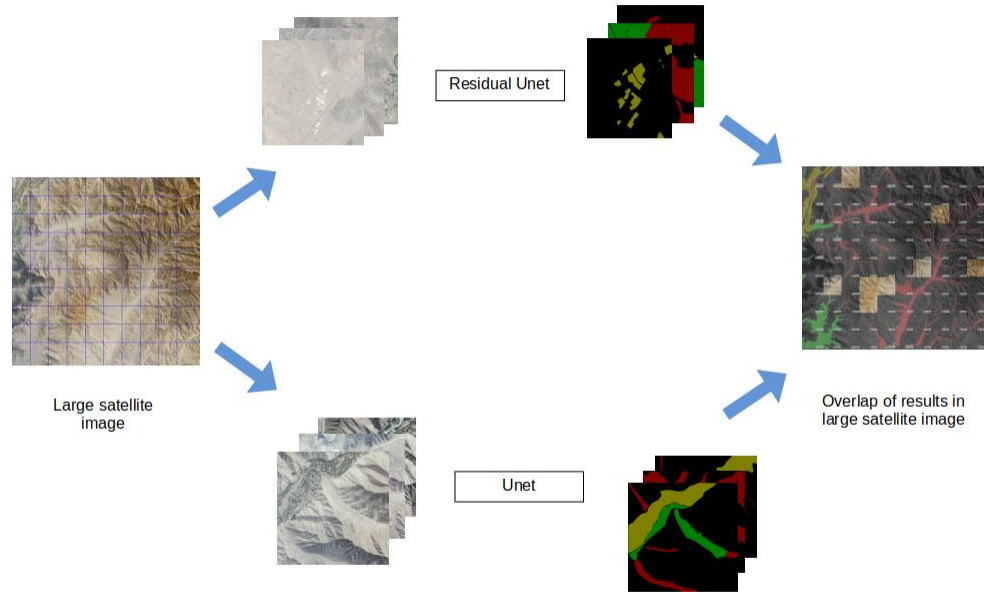 Residual Unet
Large satellite
image
Overlap of results in
large satellite image
Unet